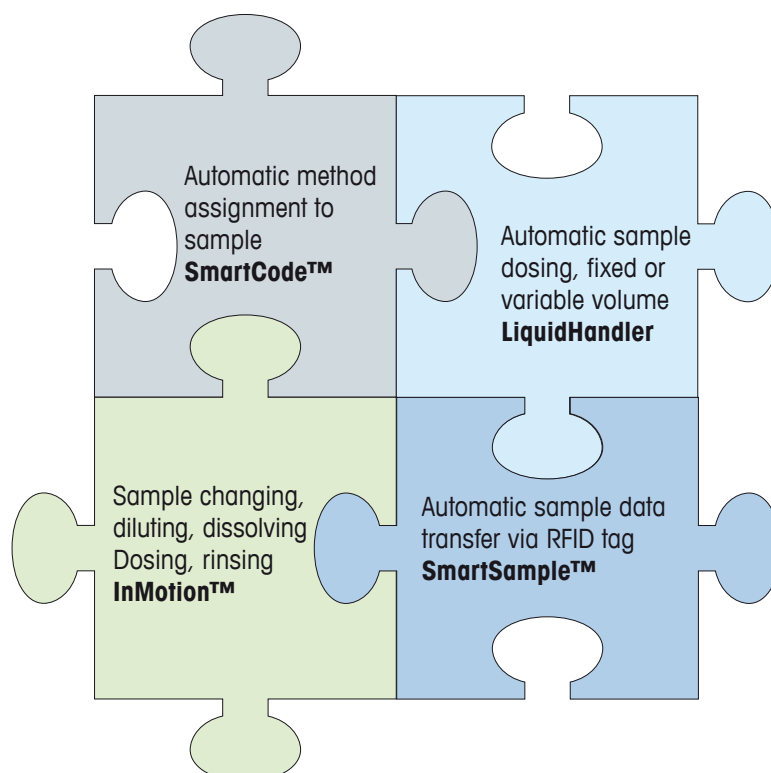 Automatic method
assignment to
sample
SmartCode™
Automatic sample
dosing, fixed or
variable volume
LiquidHandler
Sample changing,
diluting, dissolving
Dosing, rinsing
InMotion™
Automatic sample data
transfer via RFID tag
SmartSample™